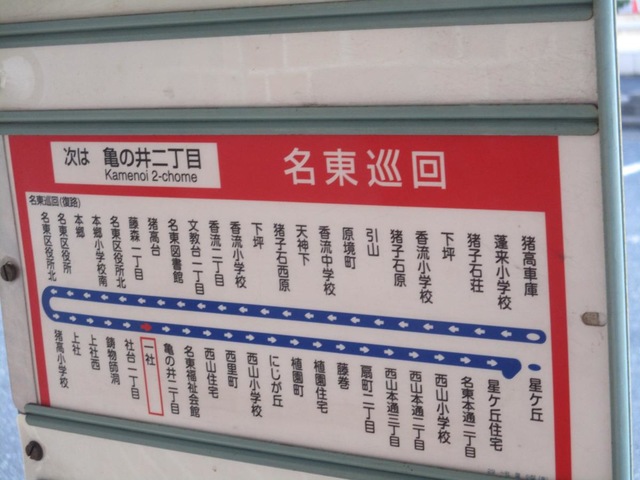 次は 亀の井二丁目
Kamenoi 2-chome
名東巡回
名東巡回(復路)
名東区役所北
名東区役所
本郷
本郷小学校南
名東区役所北
藤森一丁目
猪高台
名東図書館
文教台二丁目
香流二丁目
香流小学校
下坪
猪子石西原
天神下
香流中学校
原境町
引山
猪子石原
香流小学校
下坪
猪子石荘
蓬来小学校
猪高車庫
猪高小学校
上社
上社西
鋳物師洞
社台一丁目
一社
亀の井二丁目
名東福祉会館
西山住宅
西里町
西山小学校
にじが丘
植園町
植園住宅
藤巻
扇町二丁目
西山本通三丁目
西山本通二丁目
西山小学校
名東本通二丁目
星ケ丘住宅
星ケ丘